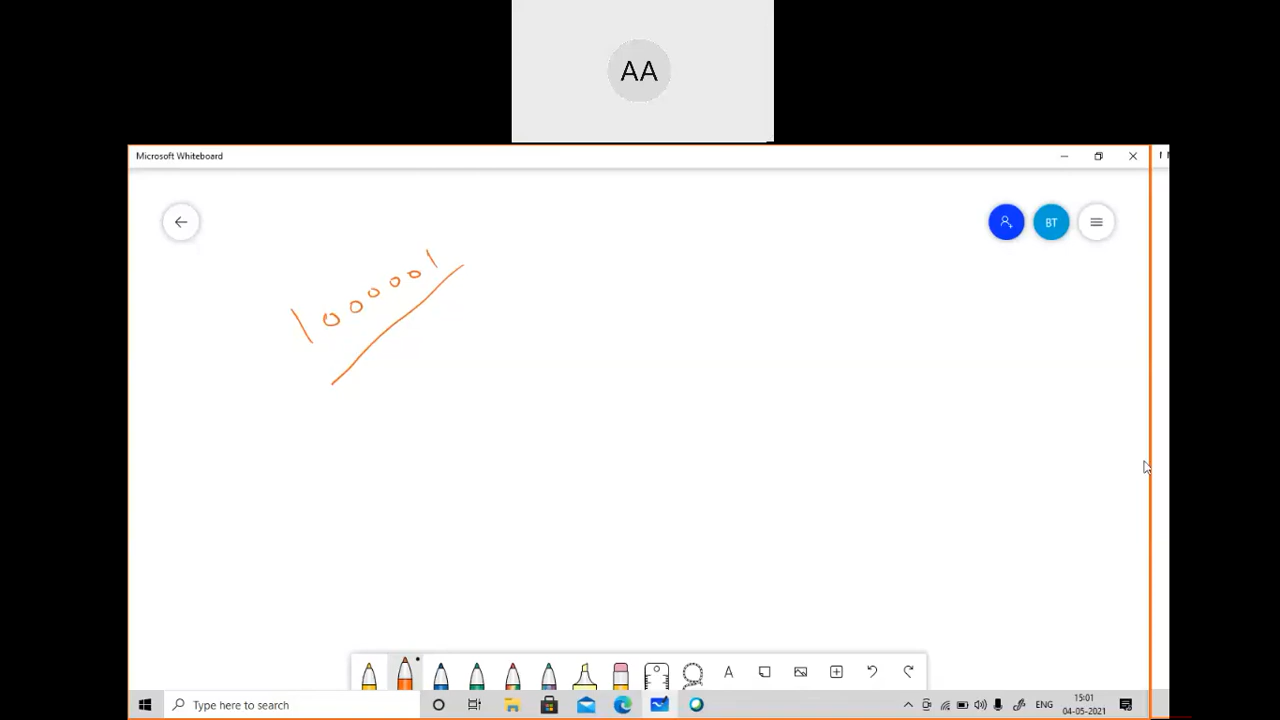 AA
Microsoft Whiteboard
BT
1000001
A
Type here to search
ENG
15:01
04-05-2021